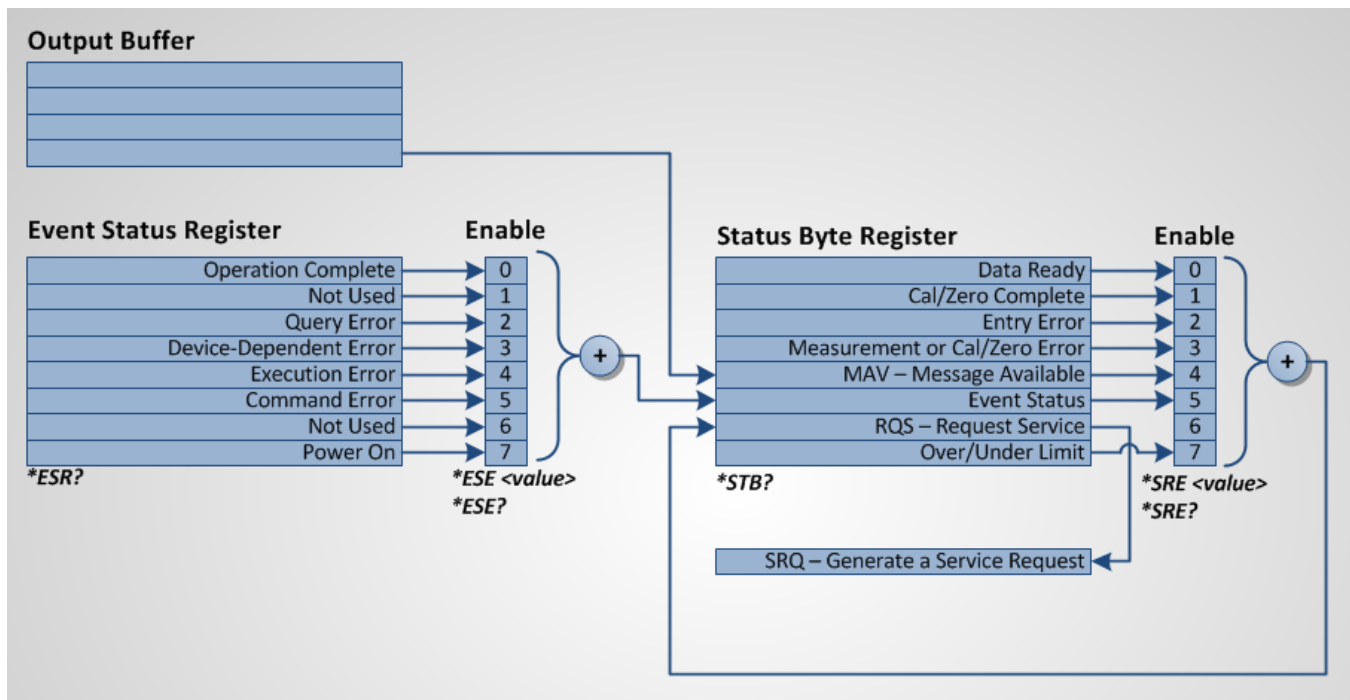 Output Buffer
Event Status Register
Enable
Operation Complete
0
Not Used
1
Query Error
2
Device-Dependent Error
3
Execution Error
4
Command Error
5
Not Used
6
Power On
7
*ESR?
*ESE <value>
*ESE?
+
Status Byte Register
Enable
Data Ready
0
Cal/Zero Complete
1
Entry Error
2
Measurement or Cal/Zero Error
3
MAV – Message Available
4
Event Status
5
RQS – Request Service
6
Over/Under Limit
7
*STB?
*SRE <value>
*SRE?
+
SRQ – Generate a Service Request